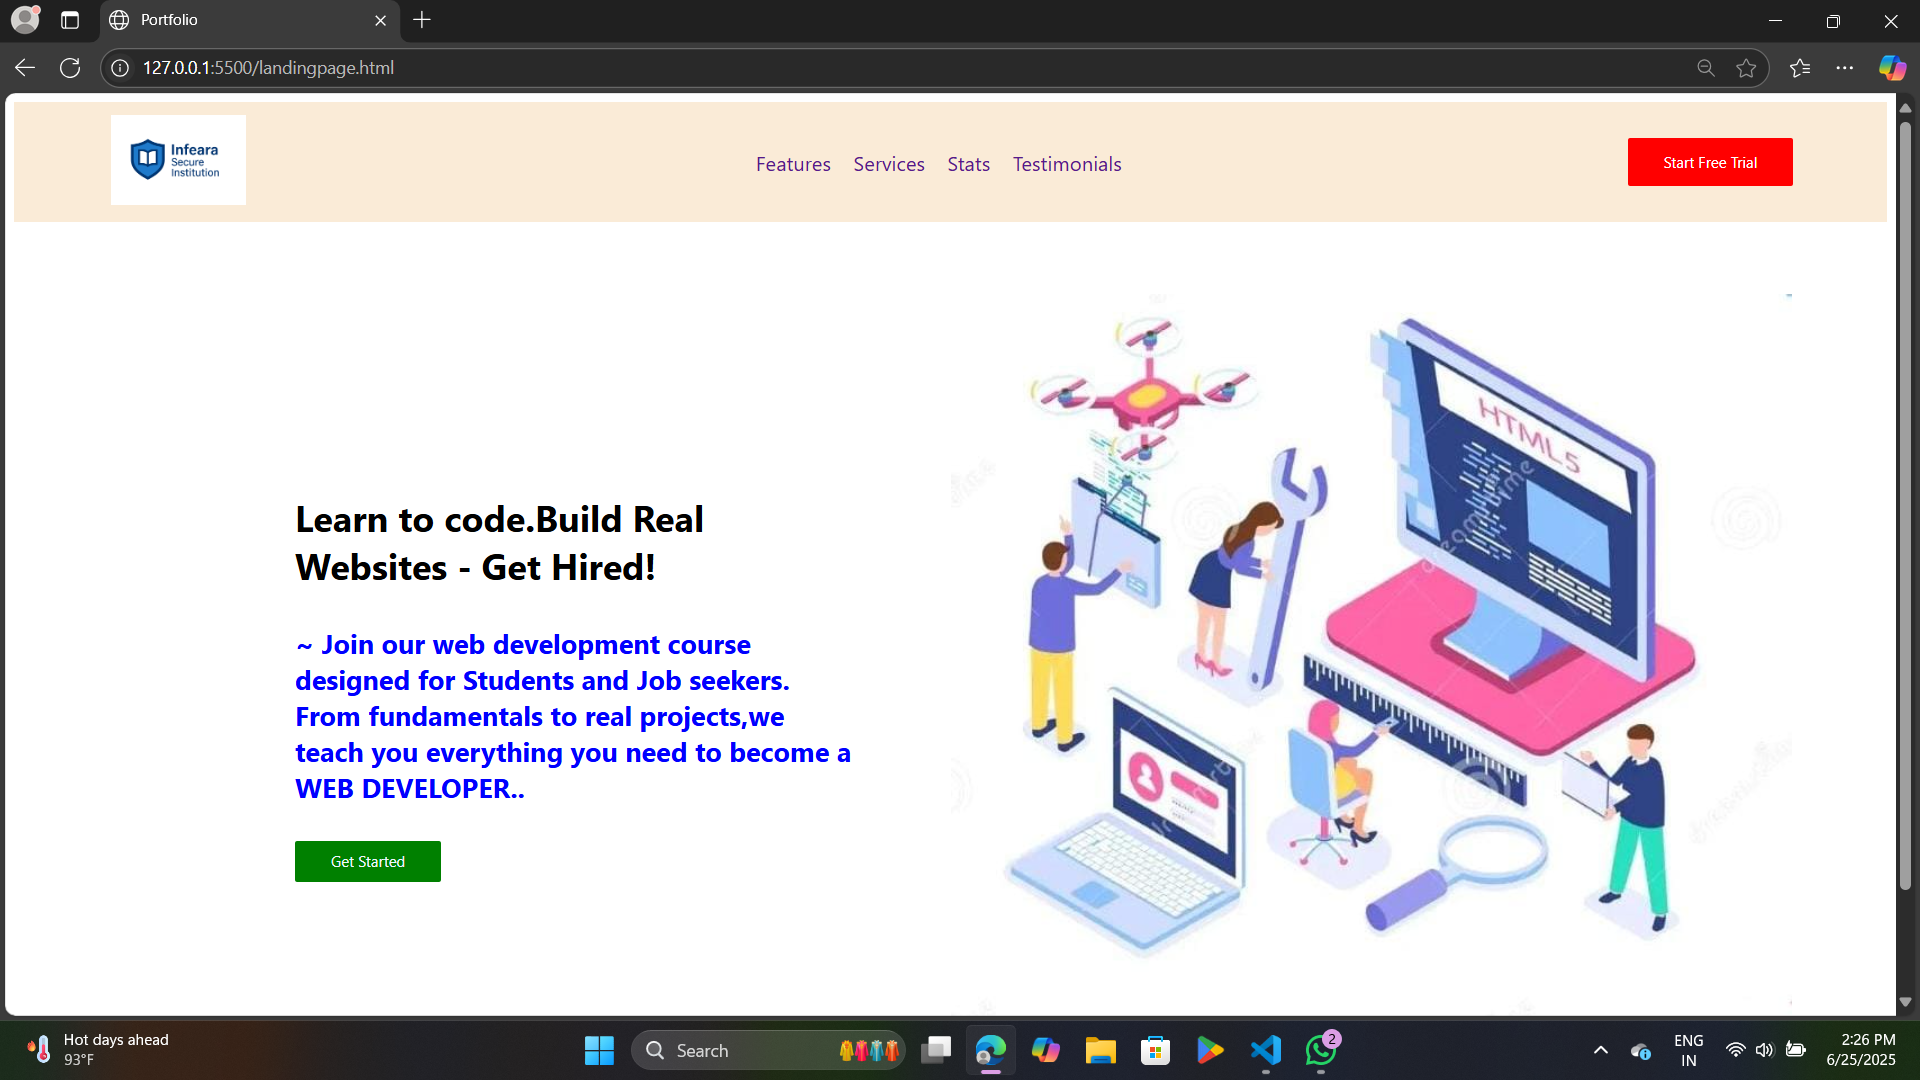 Portfolio
127.0.0.1:5500/landingpage.html
Infeara
Secure
Institution
Features Services Stats Testimonials
Start Free Trial
HTML5
dreamstime
Learn to code.Build Real
Websites - Get Hired!
~ Join our web development course
designed for Students and Job seekers.
From fundamentals to real projects,we
teach you everything you need to become a
WEB DEVELOPER..
Get Started
Hot days ahead
93°F
Search
2
ENG
IN
2:26 PM
6/25/2025